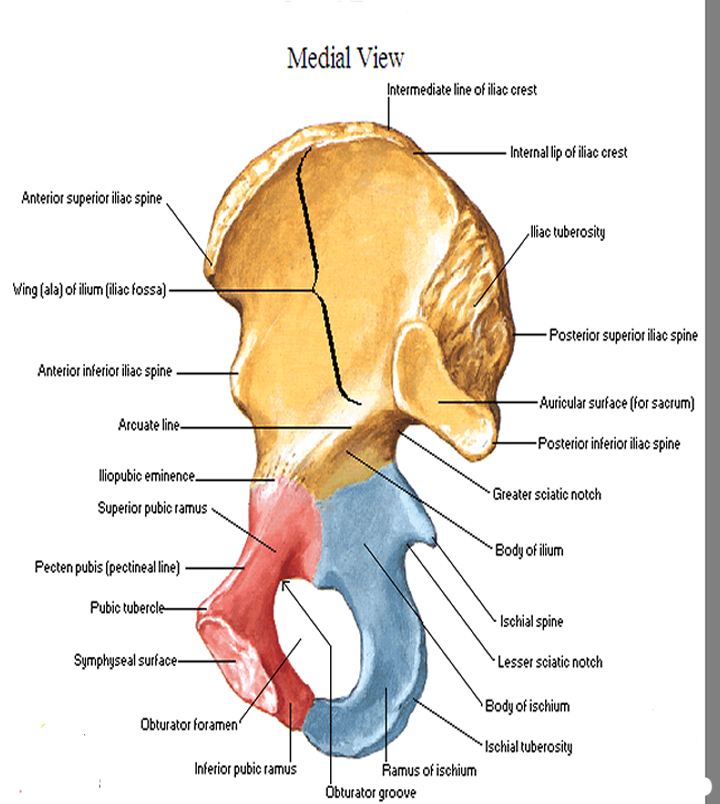 Medial View
Intermediate line of iliac crest
Internal lip of iliac crest
Anterior superior iliac spine
Iliac tuberosity
Wing (ala) of ilium (iliac fossa)
Posterior superior iliac spine
Anterior inferior iliac spine
Auricular surface (for sacrum)
Arcuate line
Posterior inferior iliac spine
Iliopubic eminence
Greater sciatic notch
Superior pubic ramus
Body of ilium
Pecten pubis (pectineal line)
Pubic tubercle
Ischial spine
Symphyseal surface
Lesser sciatic notch
Body of ischium
Obturator foramen
Ischial tuberosity
Inferior pubic ramus
Ramus of ischium
Obturator groove